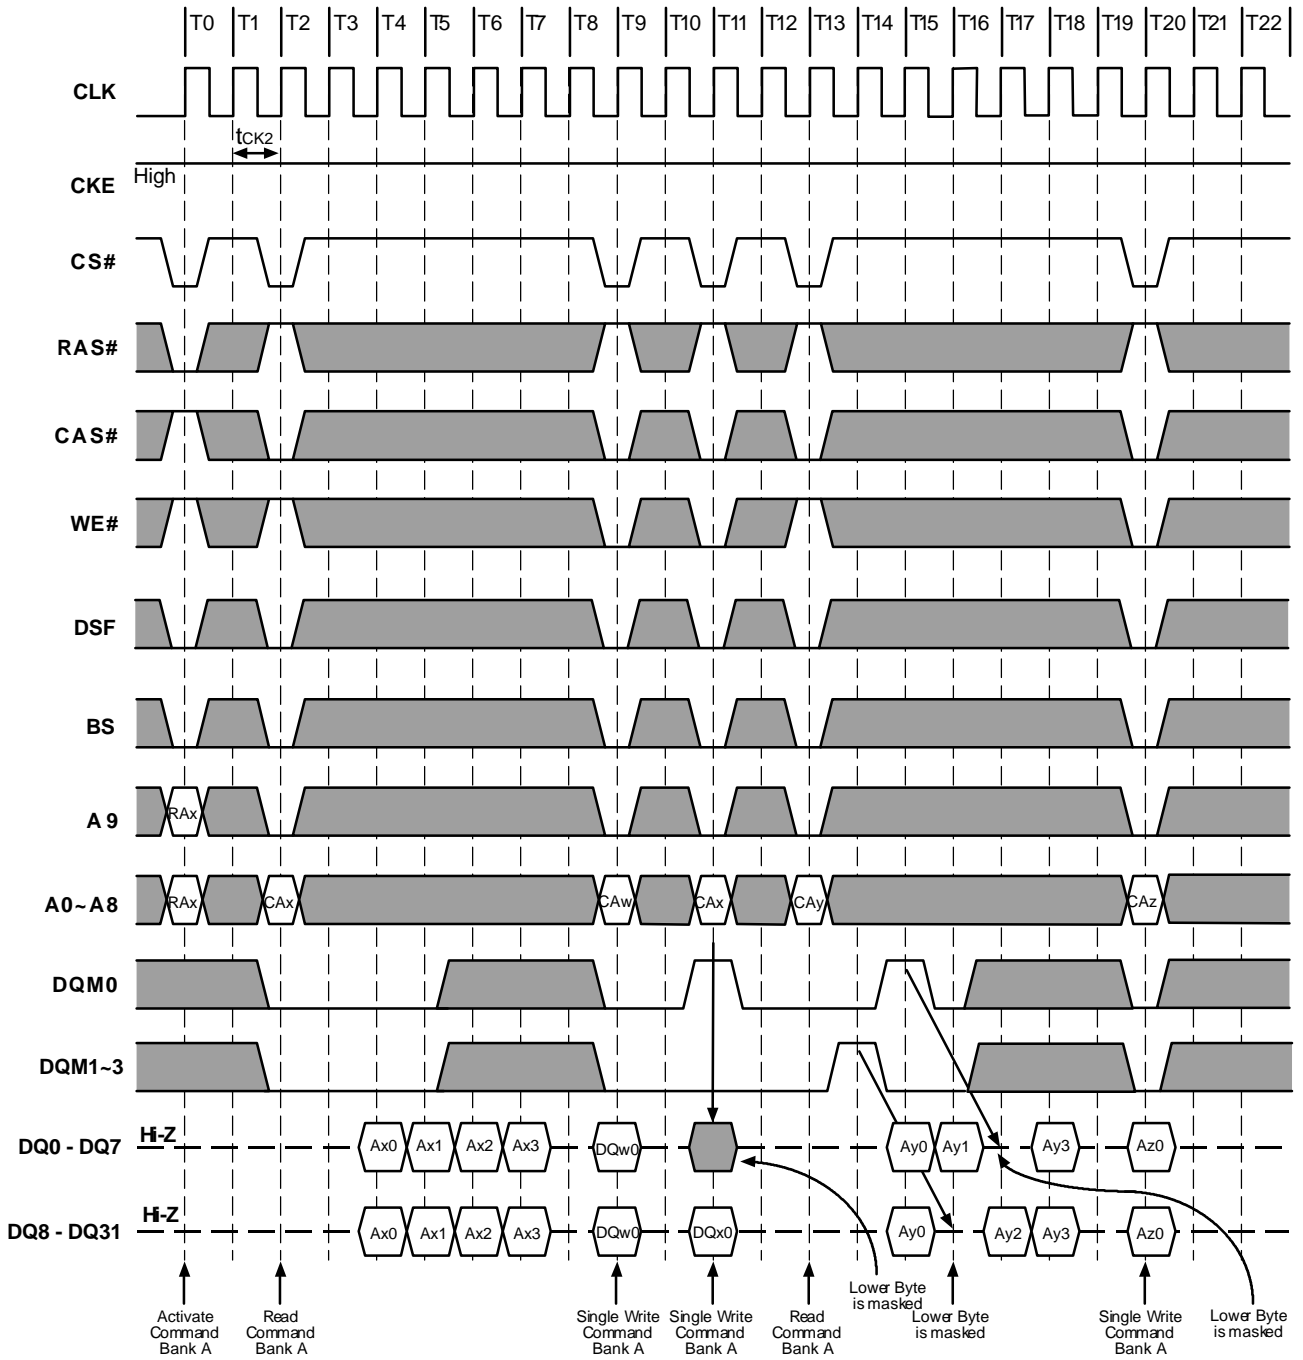 T0 T1 T2 T3 T4 T5 T6 T7 T8 T9 T10 T11 T12 T13 T14 T15 T16 T17 T18 T19 T20 T21 T22
CLK
tCK2
High
CKE
CS#
RAS#
CAS#
WE#
DSF
BS
A9 RAx
A0~A8 RAx CAx CAw CAx CAy CAz
DQM0
DQM1~3
DQ0 - DQ7 Hi-Z Ax0 Ax1 Ax2 Ax3 DQw0 Ay0 Ay1 Ay3 Az0
DQ8 - DQ31 Hi-Z Ax0 Ax1 Ax2 Ax3 DQw0 DQx0 Ay0 Ay2 Ay3 Az0
Activate
Command
Bank A
Read
Command
Bank A
Single Write
Command
Bank A
Single Write
Command
Bank A
Read
Command
Bank A
Lower Byte
is masked
Lower Byte
is masked
Single Write
Command
Bank A
Lower Byte
is masked